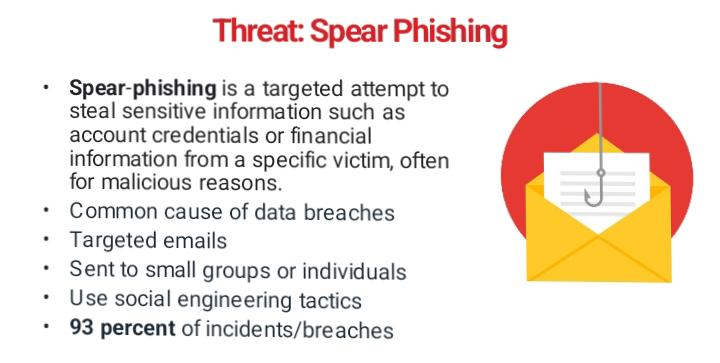 Threat: Spear Phishing
• Spear-phishing is a targeted attempt to
steal sensitive information such as
account credentials or financial
information from a specific victim, often
for malicious reasons.
• Common cause of data breaches
• Targeted emails
• Sent to small groups or individuals
• Use social engineering tactics
• 93 percent of incidents/breaches